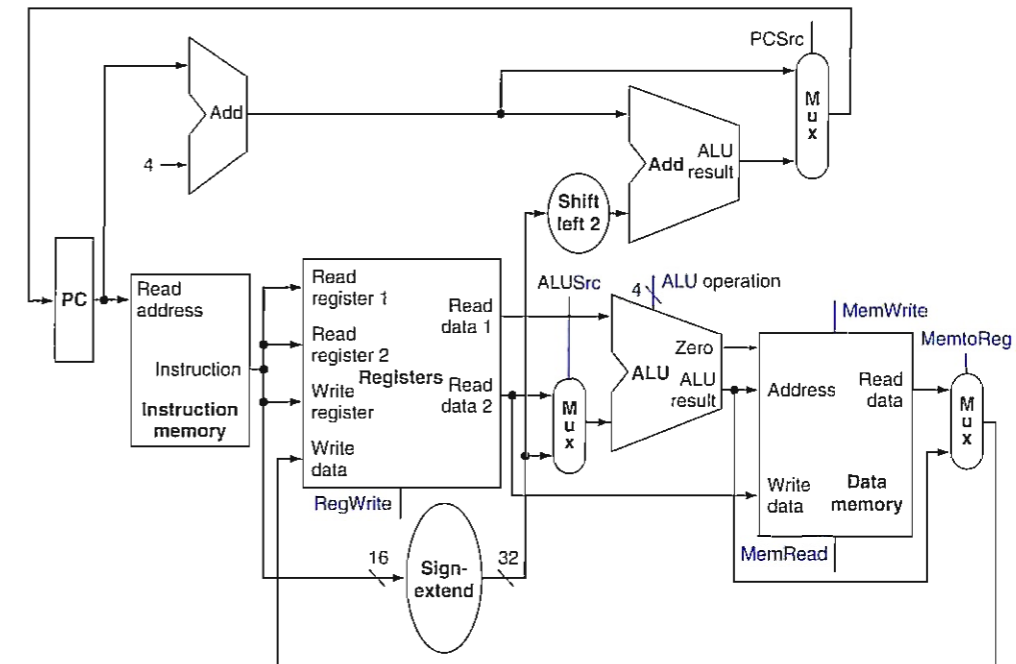 PCSrc
M
u
x
Add
4
Add
ALU
result
Shift
left 2
PC
Read
address
Instruction
Instruction
memory
Read
register 1
Read
register 2
Write
register
Write
data
Registers
Read
data 1
Read
data 2
RegWrite
16
Sign-
extend
32
ALUSrc
M
u
x
4
ALU operation
Zero
ALU
ALU
result
MemWrite
Address
Read
data
Write
data
Data
memory
MemRead
MemtoReg
M
u
x